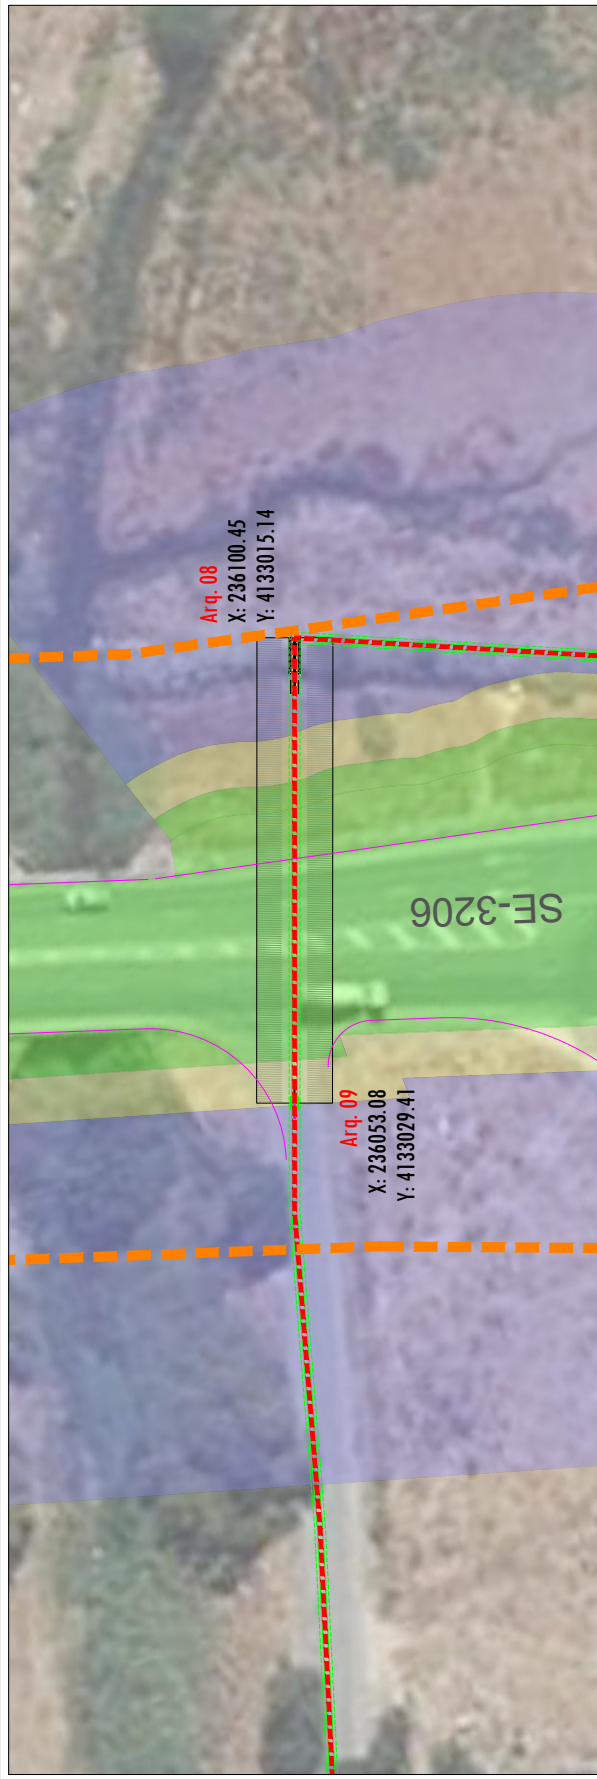 Arq. 08
X: 236100.45
Y: 4133015.14
SE-3206
Arq. 09
X: 236053.08
Y: 4133029.41